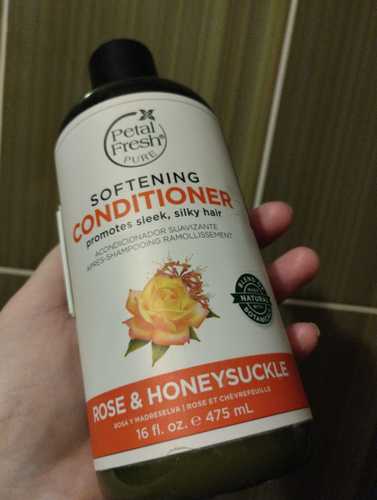 Petal
Fresh®
PURE
SOFTENING
CONDITIONER
promotes sleek, silky hair
ACONDICIONADOR SUAVIZANTE
APRÈS-SHAMPOOING RAMOLLISSEMENT
NATURAL
BOTANICALS
ROSE & HONEYSUCKLE
ROSA Y MADRESELVA | ROSE ET CHÈVREFEUILLE
16 fl. oz. ℮ 475 mL